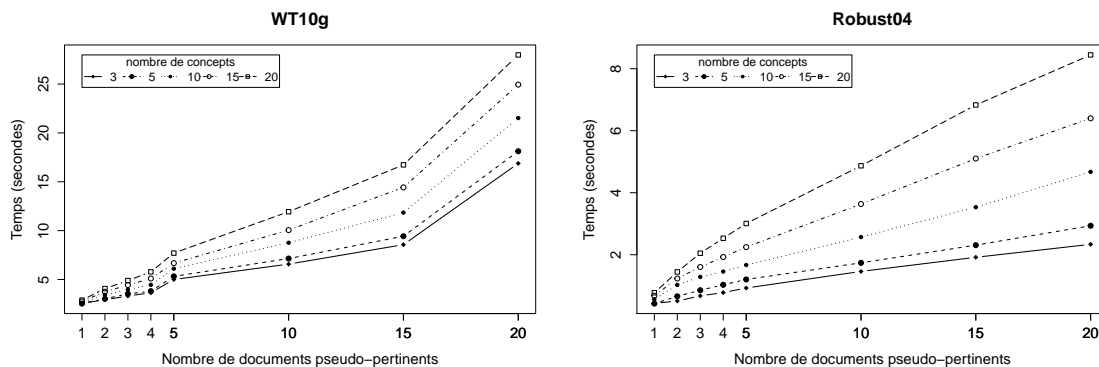 WT10g
nombre de concepts
3 5 10 15 20
25
20
15
10
5
Temps (secondes)
1 2 3 4 5 10 15 20
Nombre de documents pseudo−pertinents
Robust04
nombre de concepts
3 5 10 15 20
8
6
4
2
Temps (secondes)
1 2 3 4 5 10 15 20
Nombre de documents pseudo−pertinents